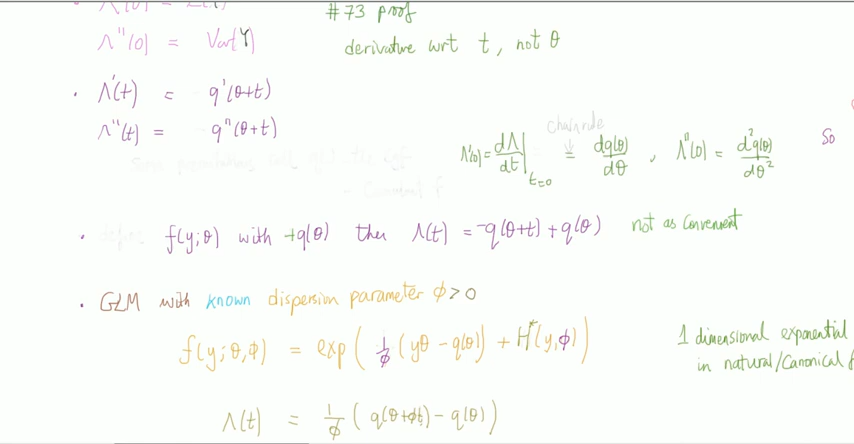 # 73 proof
Λ''(0) = Var(Y)
derivative wrt t, not θ
· Λ'(t) = q'(θ+t)
Λ''(t) = q''(θ+t)
chain rule
Λ'(0) = dΛ/dt |t=0 = dq(θ)/dθ , Λ''(0) = d²q(θ)/dθ²
So
· define f(y;θ) with +q(θ) then Λ(t) = -q(θ+t) + q(θ) not as convenient
· GLM with known dispersion parameter φ > 0
f(y;θ,φ) = exp( 1/φ (yθ - q(θ)) + H*(y,φ) )
1 dimensional exponential
in natural/canonical f
Λ(t) = 1/φ ( q(θ+φt) - q(θ) )